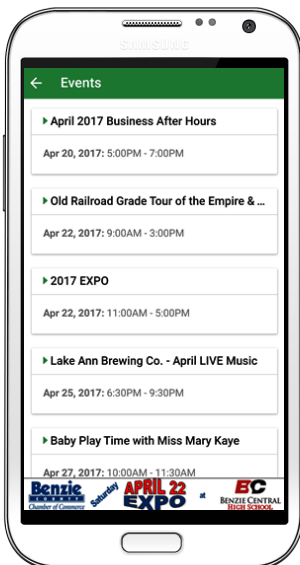 SAMSUNG
Events
April 2017 Business After Hours
Apr 20, 2017: 5:00PM - 7:00PM
Old Railroad Grade Tour of the Empire & ...
Apr 22, 2017: 9:00AM - 3:00PM
2017 EXPO
Apr 22, 2017: 11:00AM - 5:00PM
Lake Ann Brewing Co. - April LIVE Music
Apr 25, 2017: 6:30PM - 9:30PM
Baby Play Time with Miss Mary Kaye
Apr 27, 2017: 10:00AM - 11:30AM
Benzie
COUNTY
Chamber of Commerce
Saturday
APRIL 22
EXPO
at
BC
BENZIE CENTRAL
HIGH SCHOOL